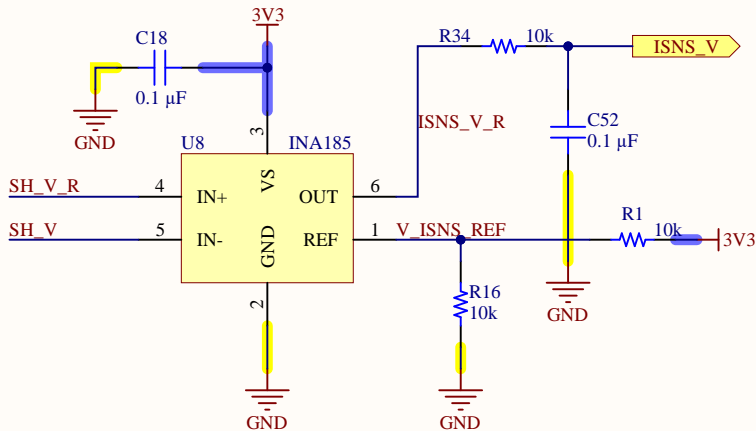 3V3
C18
R34
10k
ISNS_V
0.1 µF
GND
ISNS_V_R
C52
0.1 µF
U8
3
INA185
VS
SH_V_R
4
IN+
OUT
6
SH_V
5
IN-
GND
REF
1
V_ISNS_REF
R1
10k
3V3
2
R16
10k
GND
GND
GND